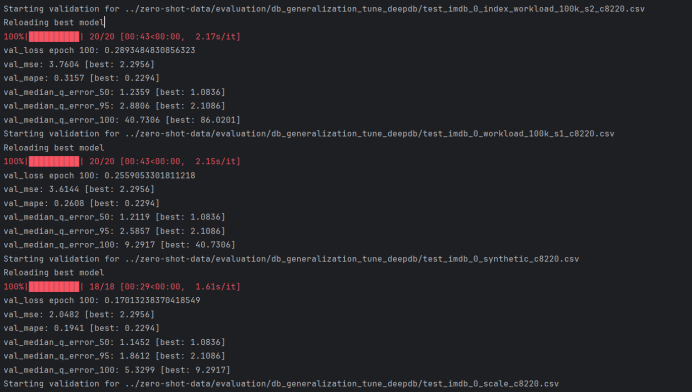 Starting validation for ../zero-shot-data/evaluation/db_generalization_tune_deepdb/test_imdb_0_index_workload_100k_s2_c8220.csv
Reloading best model
100%|██████████| 20/20 [00:43<00:00,  2.17s/it]
val_loss epoch 100: 0.2893484830856323
val_mse: 3.7604 [best: 2.2956]
val_mape: 0.3157 [best: 0.2294]
val_median_q_error_50: 1.2359 [best: 1.0836]
val_median_q_error_95: 2.8806 [best: 2.1086]
val_median_q_error_100: 40.7306 [best: 86.0201]
Starting validation for ../zero-shot-data/evaluation/db_generalization_tune_deepdb/test_imdb_0_workload_100k_s1_c8220.csv
Reloading best model
100%|██████████| 20/20 [00:43<00:00,  2.15s/it]
val_loss epoch 100: 0.2559053301811218
val_mse: 3.6144 [best: 2.2956]
val_mape: 0.2608 [best: 0.2294]
val_median_q_error_50: 1.2119 [best: 1.0836]
val_median_q_error_95: 2.5857 [best: 2.1086]
val_median_q_error_100: 9.2917 [best: 40.7306]
Starting validation for ../zero-shot-data/evaluation/db_generalization_tune_deepdb/test_imdb_0_synthetic_c8220.csv
Reloading best model
100%|██████████| 18/18 [00:29<00:00,  1.61s/it]
val_loss epoch 100: 0.17013238370418549
val_mse: 2.0482 [best: 2.2956]
val_mape: 0.1941 [best: 0.2294]
val_median_q_error_50: 1.1452 [best: 1.0836]
val_median_q_error_95: 1.8612 [best: 2.1086]
val_median_q_error_100: 5.3299 [best: 9.2917]
Starting validation for ../zero-shot-data/evaluation/db_generalization_tune_deepdb/test_imdb_0_scale_c8220.csv